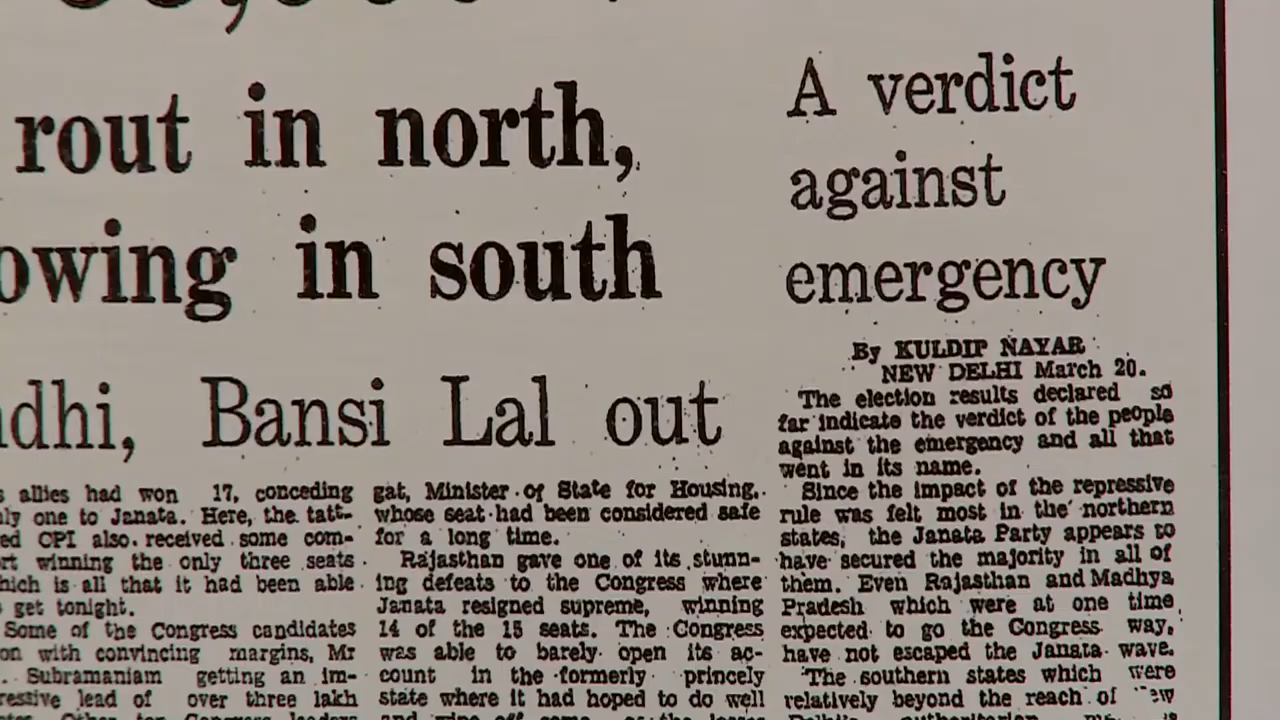 rout in north,
owing in south
dhi, Bansi Lal out
s allies had won 17, conceding
ly one to Janata. Here, the tatt-
ed CPI also received some com-
rt winning the only three seats
hich is all that it had been able
get tonight.
Some of the Congress candidates
on with convincing margins, Mr
Subramaniam getting an im-
ressive lead of over three lakh
gat, Minister of State for Housing,
whose seat had been considered safe
for a long time.
Rajasthan gave one of its stunn-
ing defeats to the Congress where
Janata resigned supreme, winning
14 of the 15 seats. The Congress
was able to barely open its ac-
count in the formerly princely
state where it had hoped to do well
A verdict
against
emergency
By KULDIP NAYAR
NEW DELHI March 20.
The election results declared so
far indicate the verdict of the people
against the emergency and all that
went in its name.
Since the impact of the repressive
rule was felt most in the northern
states, the Janata Party appears to
have secured the majority in all of
them. Even Rajasthan and Madhya
Pradesh which were at one time
expected to go the Congress way,
have not escaped the Janata wave.
The southern states which were
relatively beyond the reach of